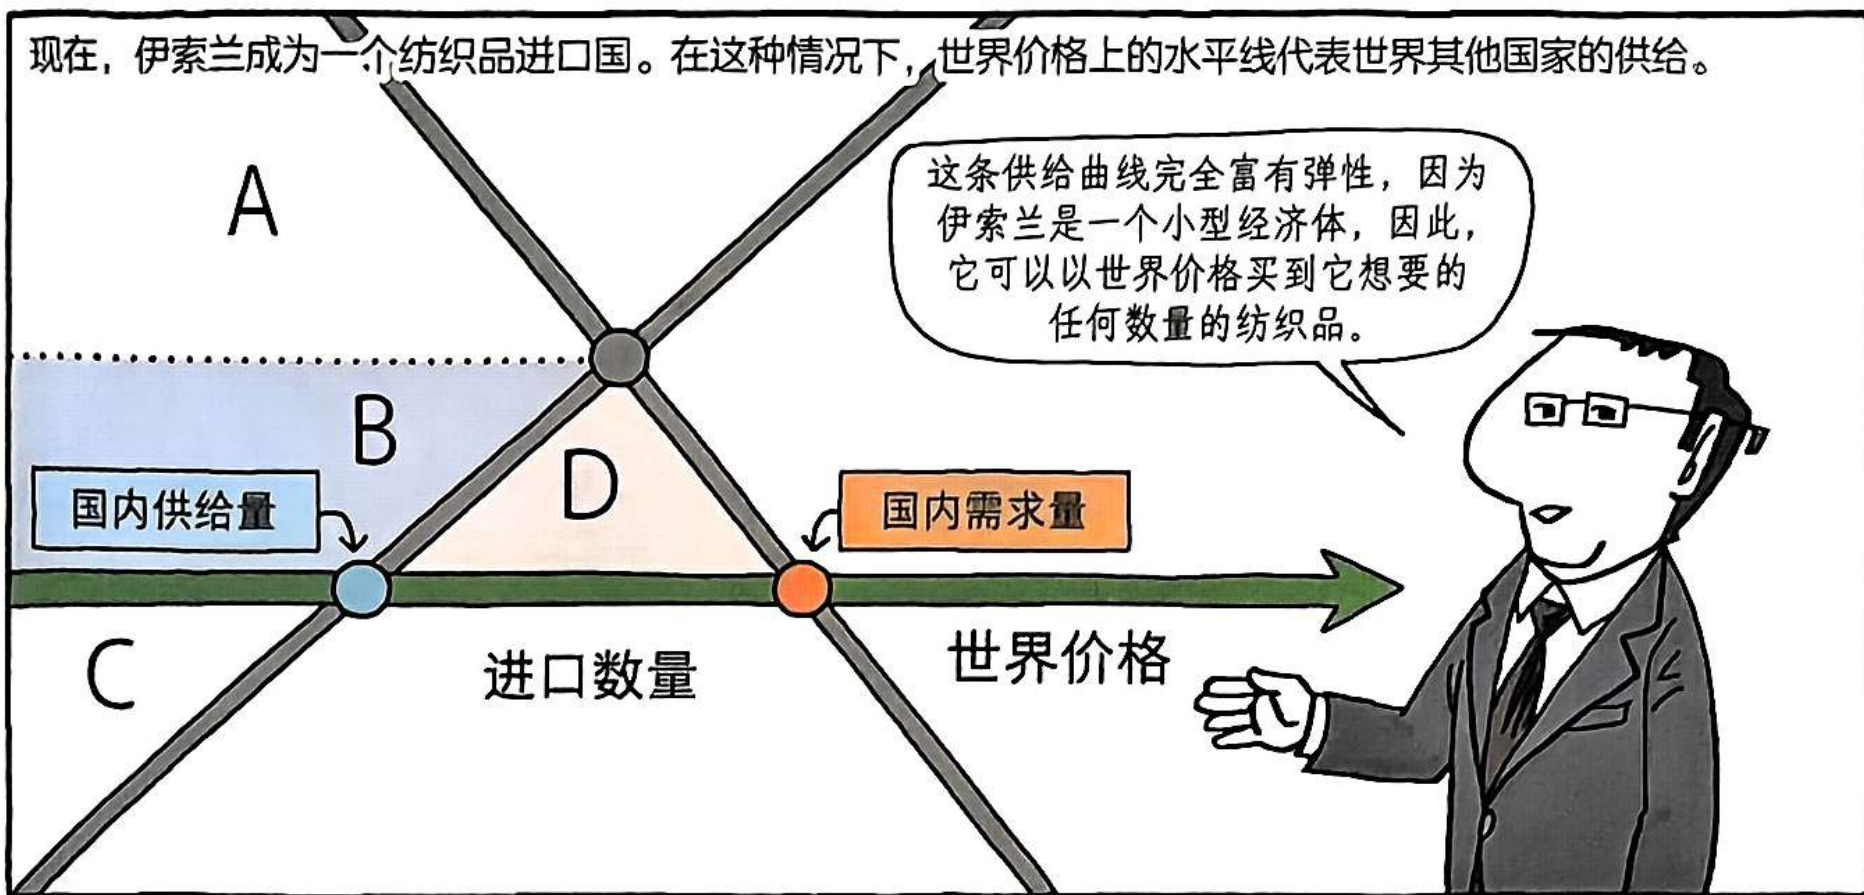 现在，伊索兰成为一个纺织品进口国。在这种情况下，世界价格上的水平线代表世界其他国家的供给。
A
这条供给曲线完全富有弹性，因为
伊索兰是一个小型经济体，因此，
它可以以世界价格买到它想要的
任何数量的纺织品。
B
D
国内供给量
国内需求量
C
进口数量
世界价格